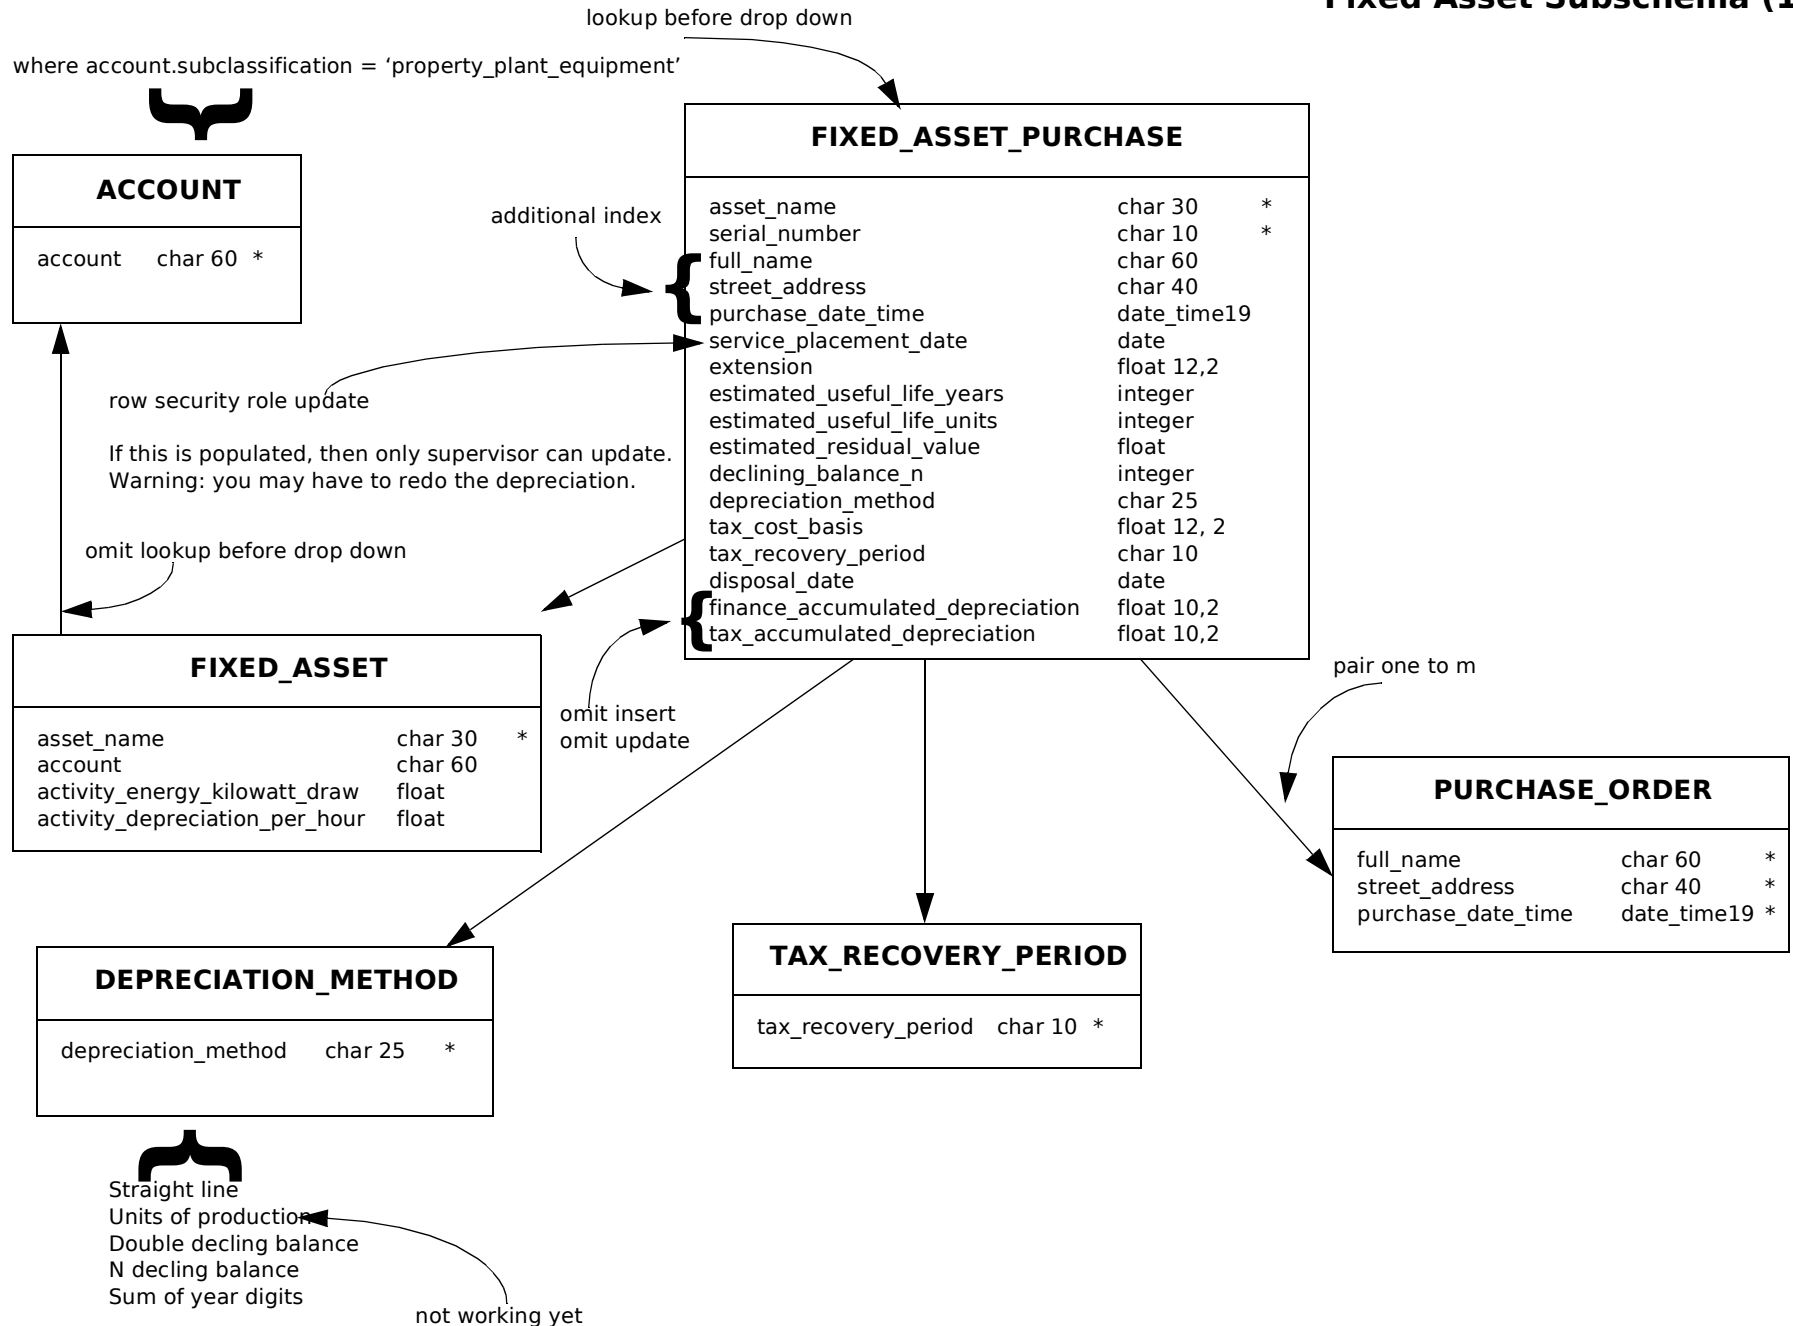 Fixed Asset Subschema (1
lookup before drop down
where account.subclassification = ‘property_plant_equipment’
ACCOUNT
account char 60 *
FIXED_ASSET_PURCHASE
asset_name char 30 *
serial_number char 10 *
full_name char 60
street_address char 40
purchase_date_time date_time19
service_placement_date date
extension float 12,2
estimated_useful_life_years integer
estimated_useful_life_units integer
estimated_residual_value float
declining_balance_n integer
depreciation_method char 25
tax_cost_basis float 12, 2
tax_recovery_period char 10
disposal_date date
finance_accumulated_depreciation float 10,2
tax_accumulated_depreciation float 10,2
additional index
row security role update
If this is populated, then only supervisor can update.
Warning: you may have to redo the depreciation.
omit lookup before drop down
FIXED_ASSET
asset_name char 30 *
account char 60
activity_energy_kilowatt_draw float
activity_depreciation_per_hour float
omit insert
omit update
pair one to m
PURCHASE_ORDER
full_name char 60 *
street_address char 40 *
purchase_date_time date_time19 *
DEPRECIATION_METHOD
depreciation_method char 25 *
TAX_RECOVERY_PERIOD
tax_recovery_period char 10 *
Straight line
Units of production
Double decling balance
N decling balance
Sum of year digits
not working yet